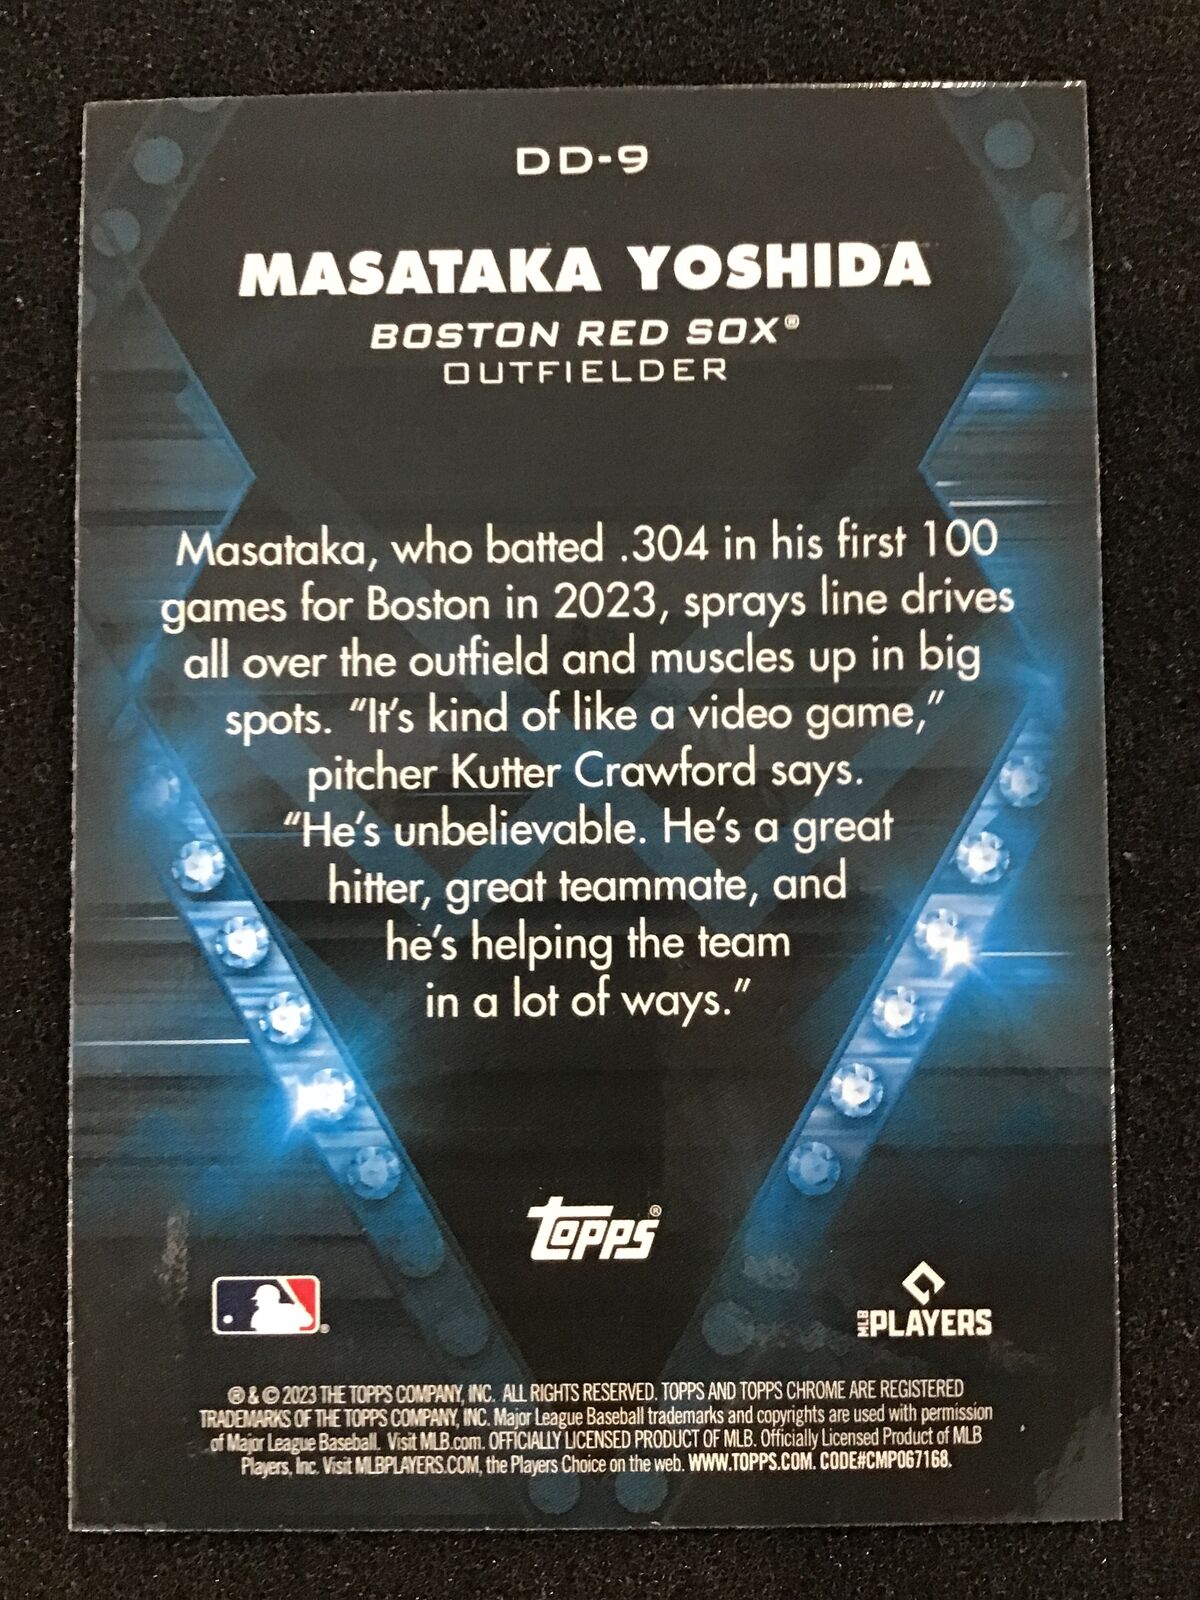 DD-9
MASATAKA YOSHIDA
BOSTON RED SOX®
OUTFIELDER
Masataka, who batted .304 in his first 100
games for Boston in 2023, sprays line drives
all over the outfield and muscles up in big
spots. “It’s kind of like a video game,”
pitcher Kutter Crawford says.
“He’s unbelievable. He’s a great
hitter, great teammate, and
he’s helping the team
in a lot of ways.”
topps®
MLB PLAYERS
® & © 2023 THE TOPPS COMPANY, INC. ALL RIGHTS RESERVED. TOPPS AND TOPPS CHROME ARE REGISTERED
TRADEMARKS OF THE TOPPS COMPANY, INC. Major League Baseball trademarks and copyrights are used with permission
of Major League Baseball. Visit MLB.com. OFFICIALLY LICENSED PRODUCT OF MLB. Officially Licensed Product of MLB
Players, Inc. Visit MLBPLAYERS.COM, the Players Choice on the web. WWW.TOPPS.COM. CODE#CMP067168.